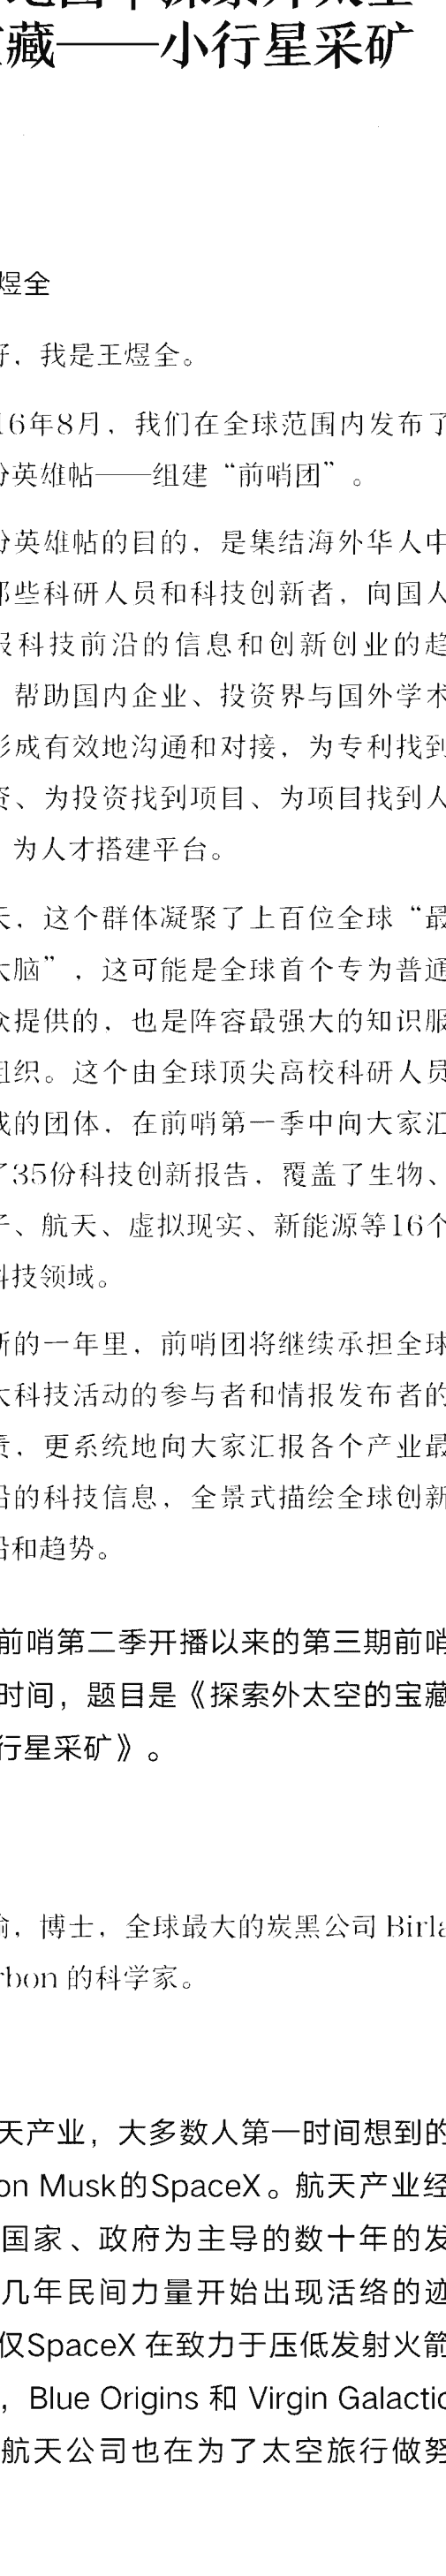 藏——小行星采矿
煜全
好，我是王煜全。
16年8月，我们在全球范围内发布了
份英雄帖——组建“前哨团”。
份英雄帖的目的，是集结海外华人中
那些科研人员和科技创新者，向国人
报科技前沿的信息和创新创业的趋
，帮助国内企业、投资界与国外学术
形成有效地沟通和对接，为专利找到
资、为投资找到项目、为项目找到人
，为人才搭建平台。
天，这个群体凝聚了上百位全球“最
大脑”，这可能是全球首个专为普通
众提供的，也是阵容最强大的知识服
组织。这个由全球顶尖高校科研人员
成的团体，在前哨第一季中向大家汇
了35份科技创新报告，覆盖了生物、
子、航天、虚拟现实、新能源等16个
科技领域。
新的一年里，前哨团将继续承担全球
大科技活动的参与者和情报发布者的
责，更系统地向大家汇报各个产业最
沿的科技信息，全景式描绘全球创新
沿和趋势。
前哨第二季开播以来的第三期前哨
时间，题目是《探索外太空的宝藏
行星采矿》。
，博士，全球最大的炭黑公司 Birla
rbon 的科学家。
天产业，大多数人第一时间想到的
on Musk的SpaceX。航天产业经
国家、政府为主导的数十年的发
几年民间力量开始出现活络的迹
仅SpaceX 在致力于压低发射火箭
，Blue Origins 和 Virgin Galactic
航天公司也在为了太空旅行做努